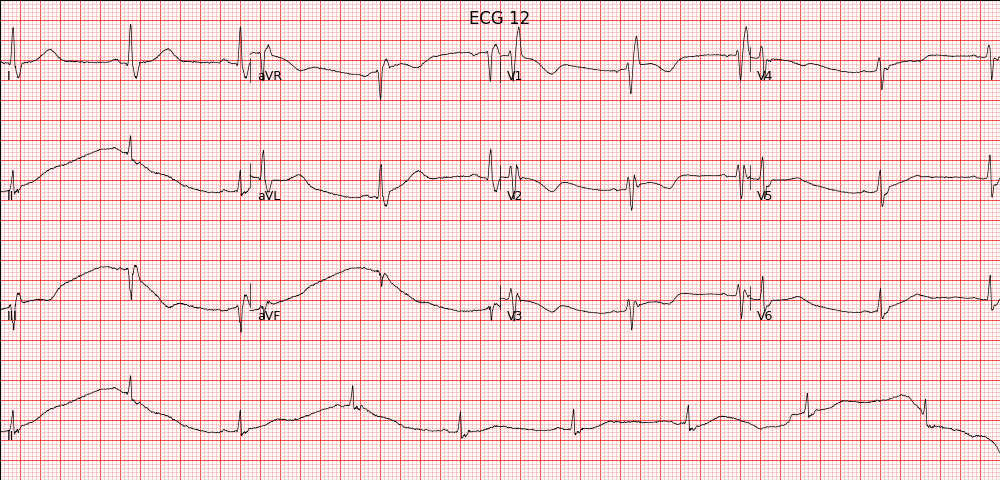 ECG 12
I aVR V1 V4
II aVL V2 V5
III aVF V3 V6
II